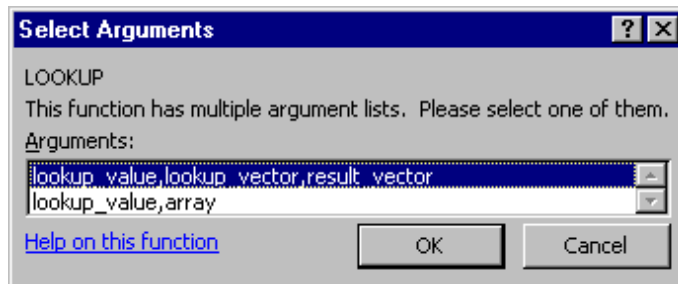 Select Arguments
LOOKUP
This function has multiple argument lists. Please select one of them.
Arguments:
lookup_value,lookup_vector,result_vector
lookup_value,array
Help on this function
OK
Cancel